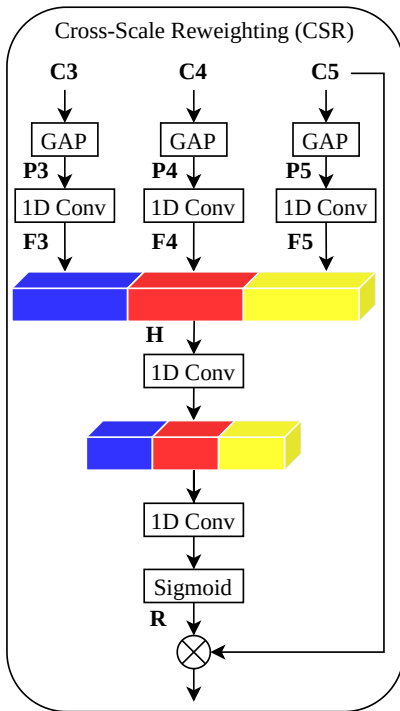 Cross-Scale Reweighting (CSR)
C3 C4 C5
GAP GAP GAP
P3 P4 P5
1D Conv 1D Conv 1D Conv
F3 F4 F5
H
1D Conv
1D Conv
Sigmoid
R